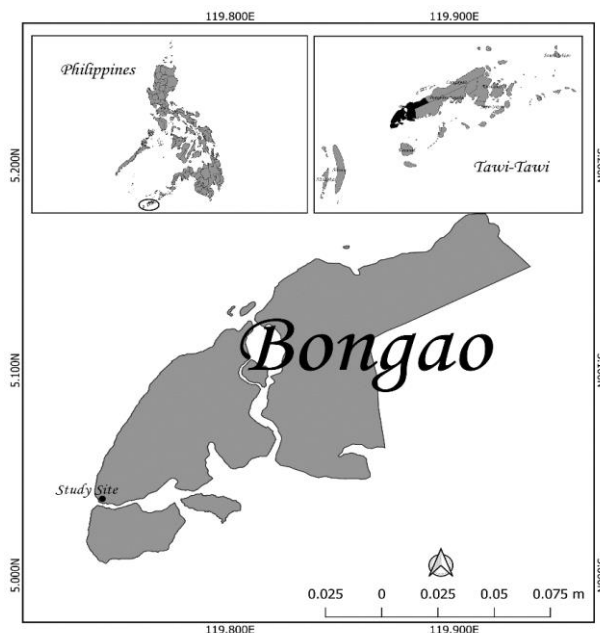 119.800E 119.900E
Philippines
Tawi-Tawi
5.200N
5.100N
Bongao
Study Site
5.000N
0.025 0 0.025 0.05 0.075 m
119.800E 119.900E